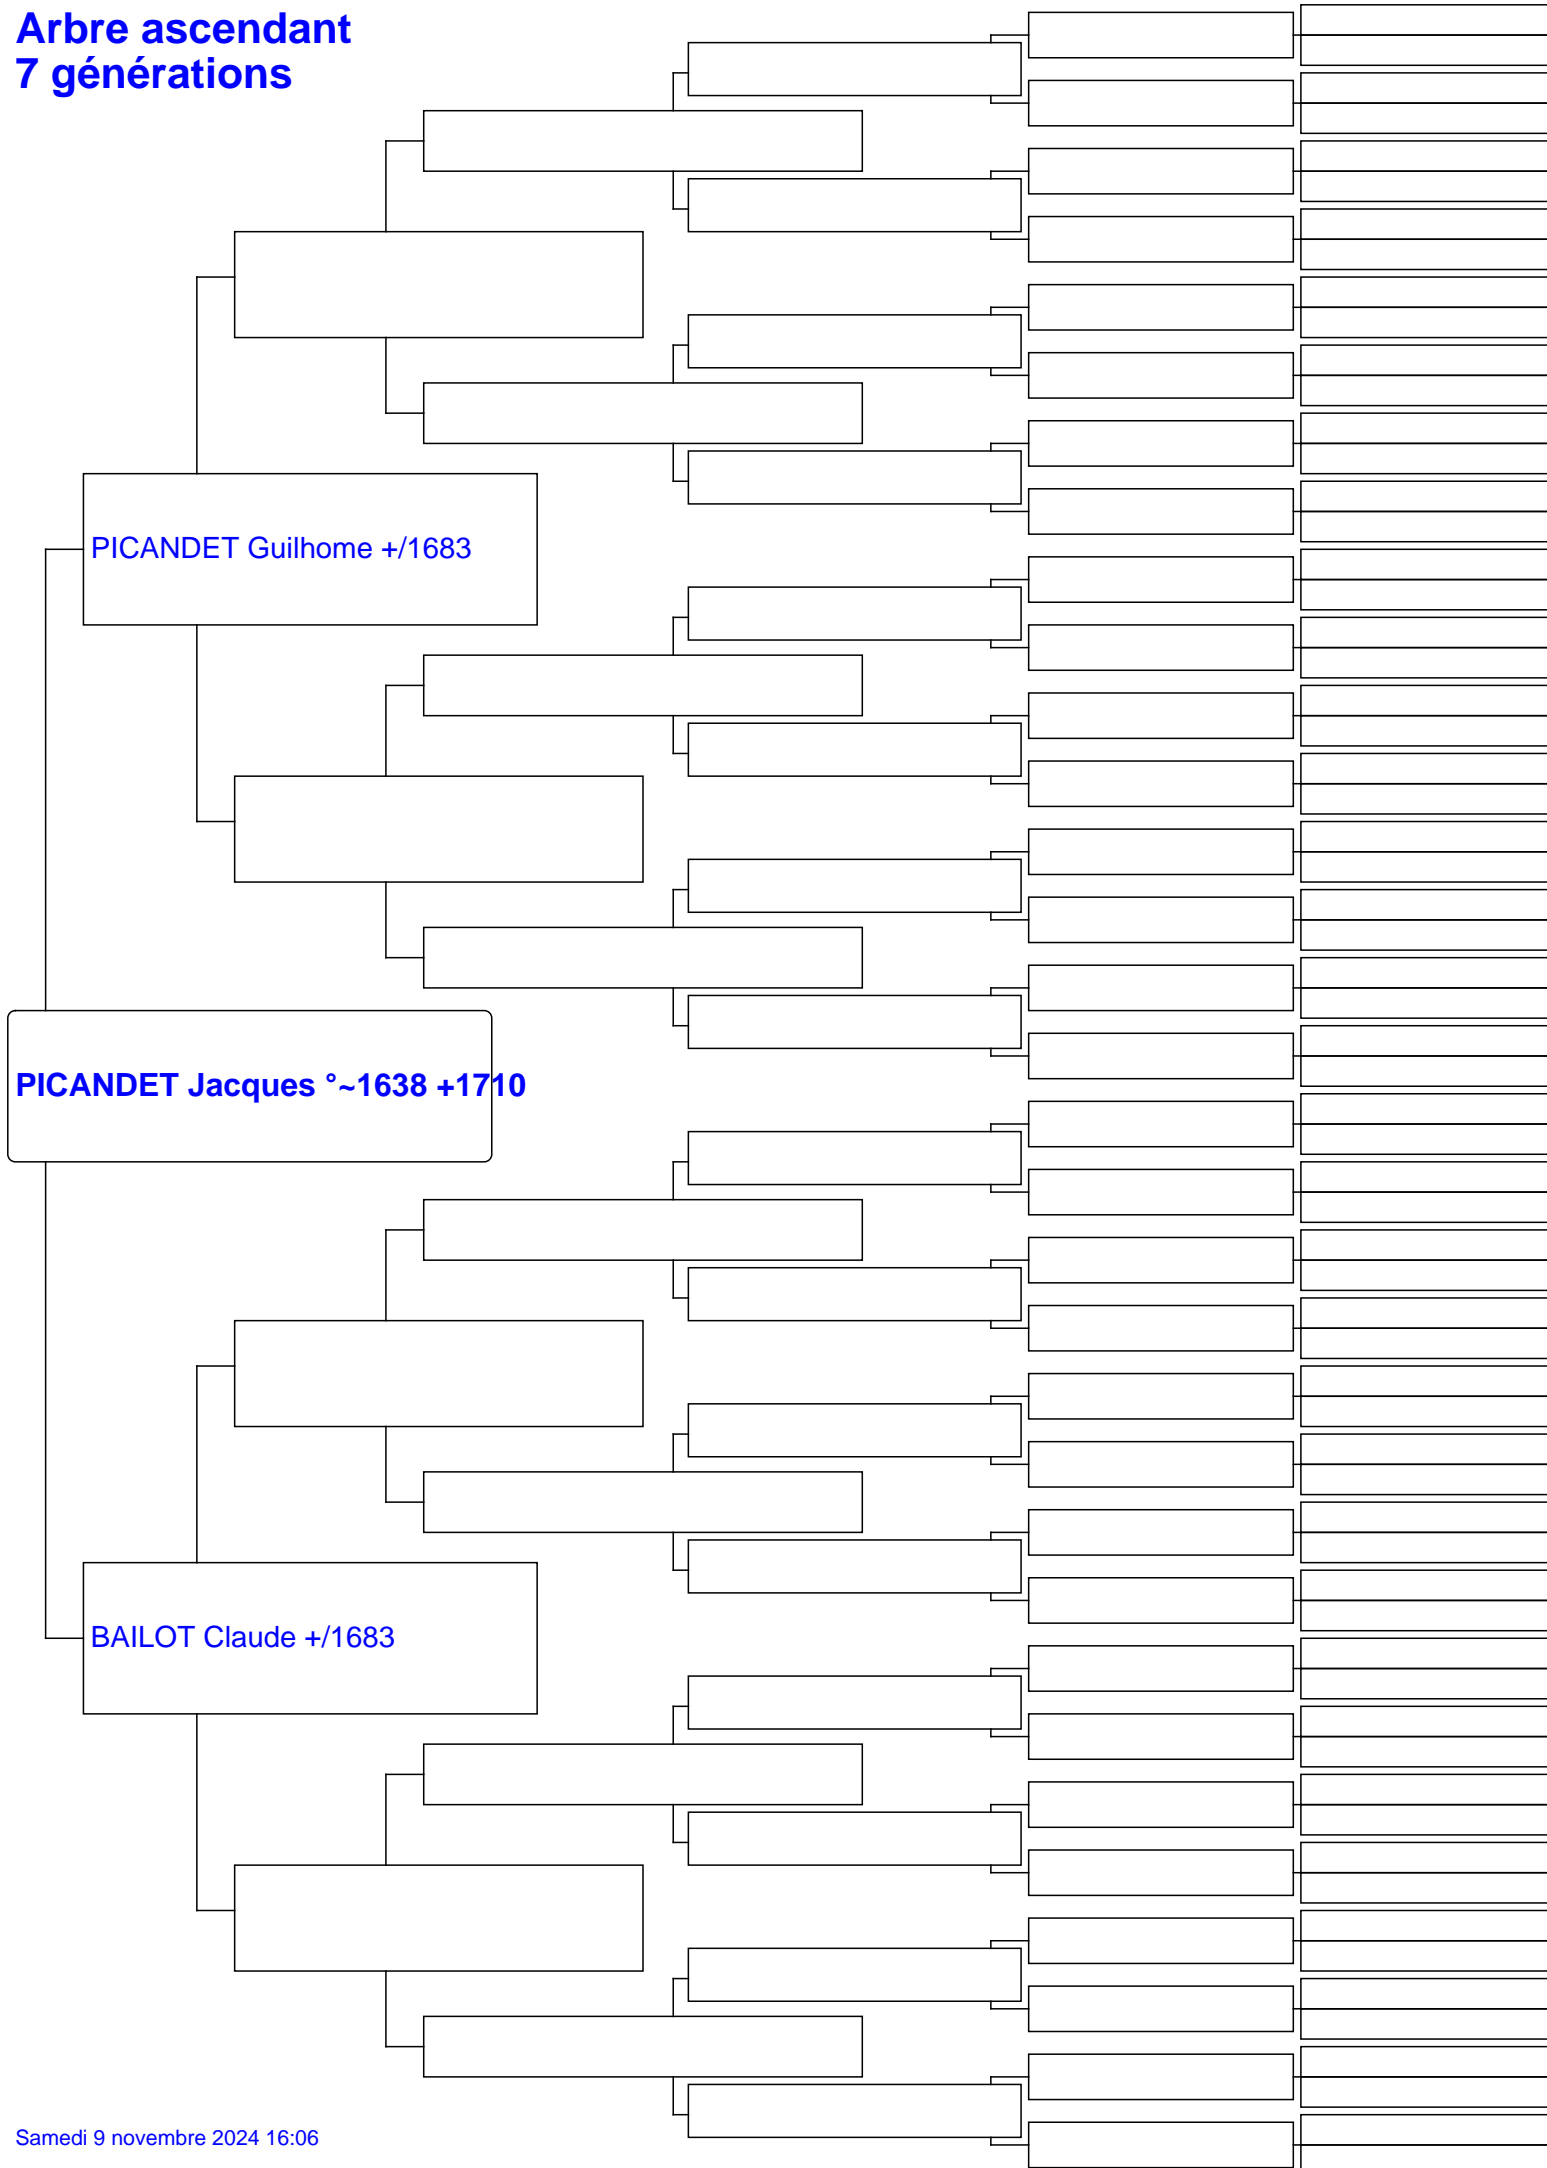 Arbre ascendant
7 générations
PICANDET Guilhome +/1683
PICANDET Jacques °~1638 +1710
BAILOT Claude +/1683
Samedi 9 novembre 2024 16:06